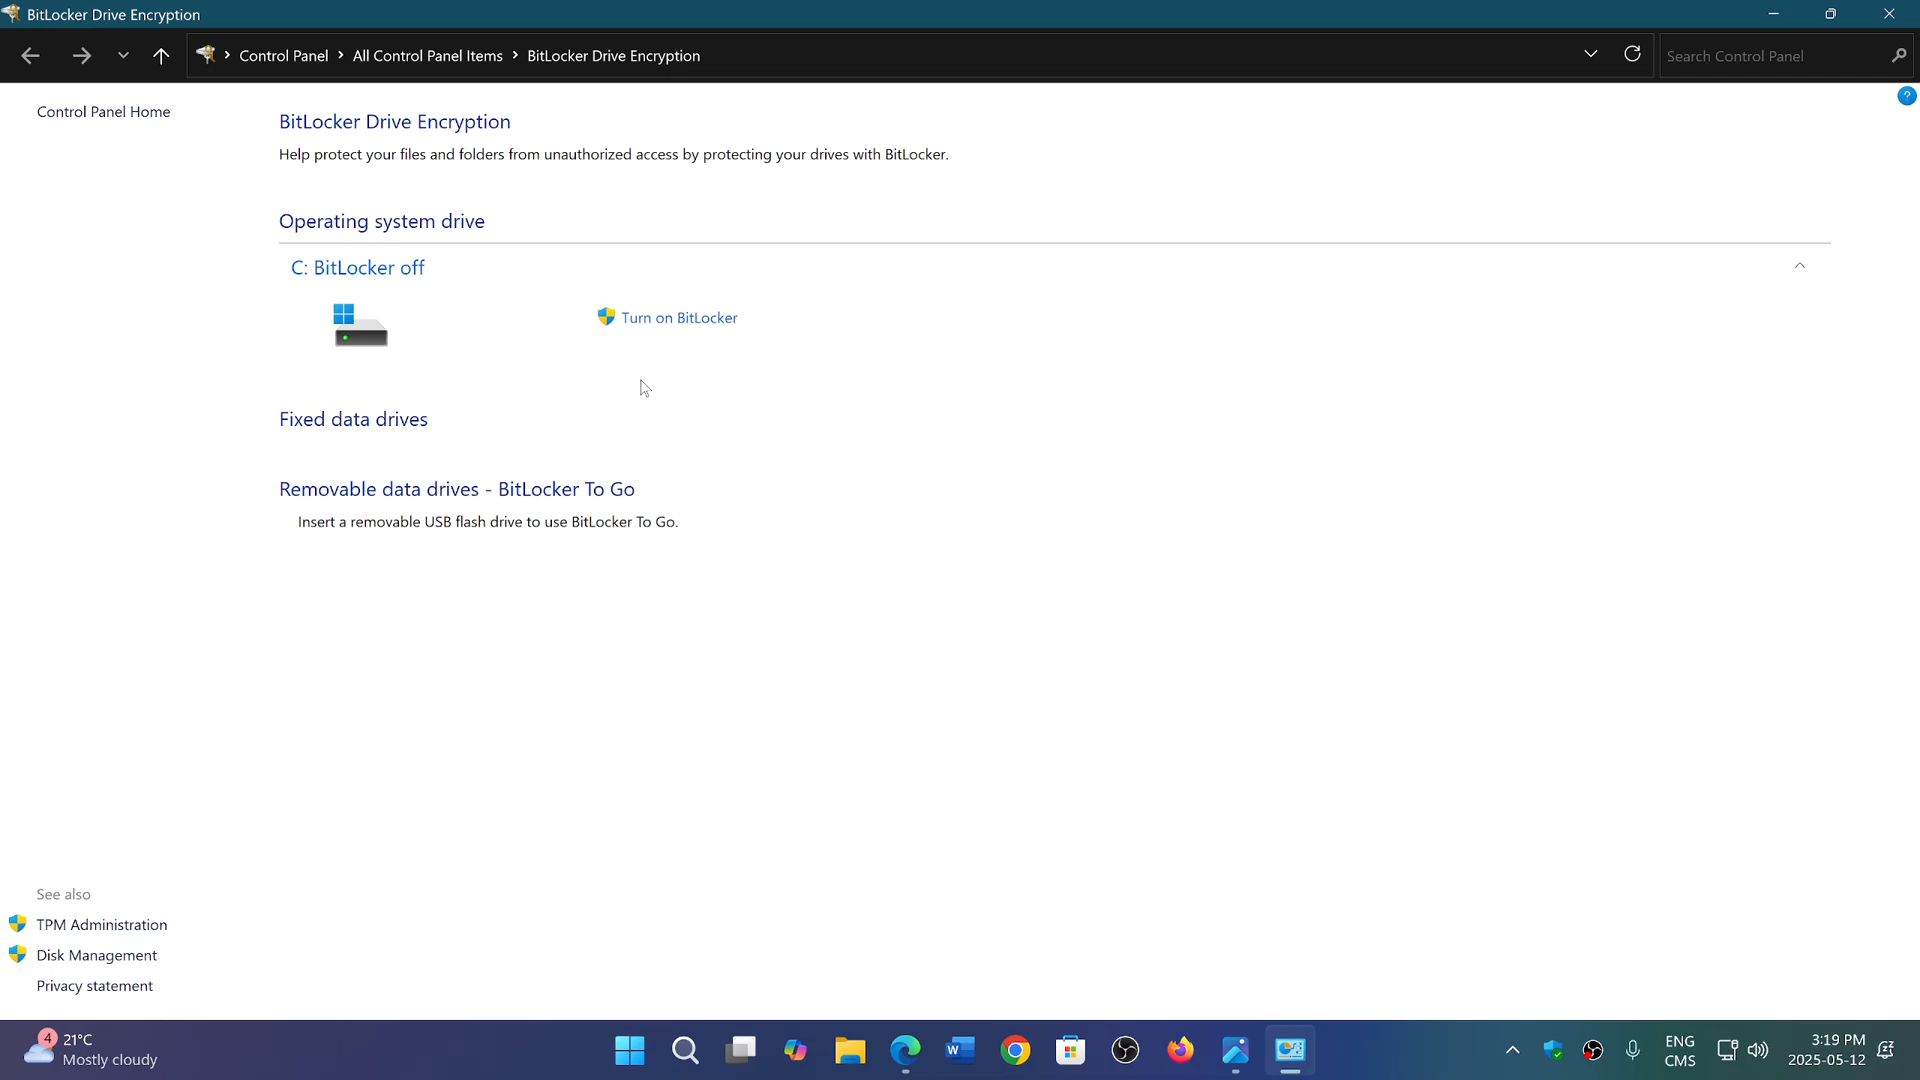 BitLocker Drive Encryption
Control Panel > All Control Panel Items > BitLocker Drive Encryption
Search Control Panel
Control Panel Home
?
BitLocker Drive Encryption
Help protect your files and folders from unauthorized access by protecting your drives with BitLocker.
Operating system drive
C: BitLocker off
Turn on BitLocker
Fixed data drives
Removable data drives - BitLocker To Go
Insert a removable USB flash drive to use BitLocker To Go.
See also
TPM Administration
Disk Management
Privacy statement
4
21°C
Mostly cloudy
W
ENG
CMS
3:19 PM
2025-05-12